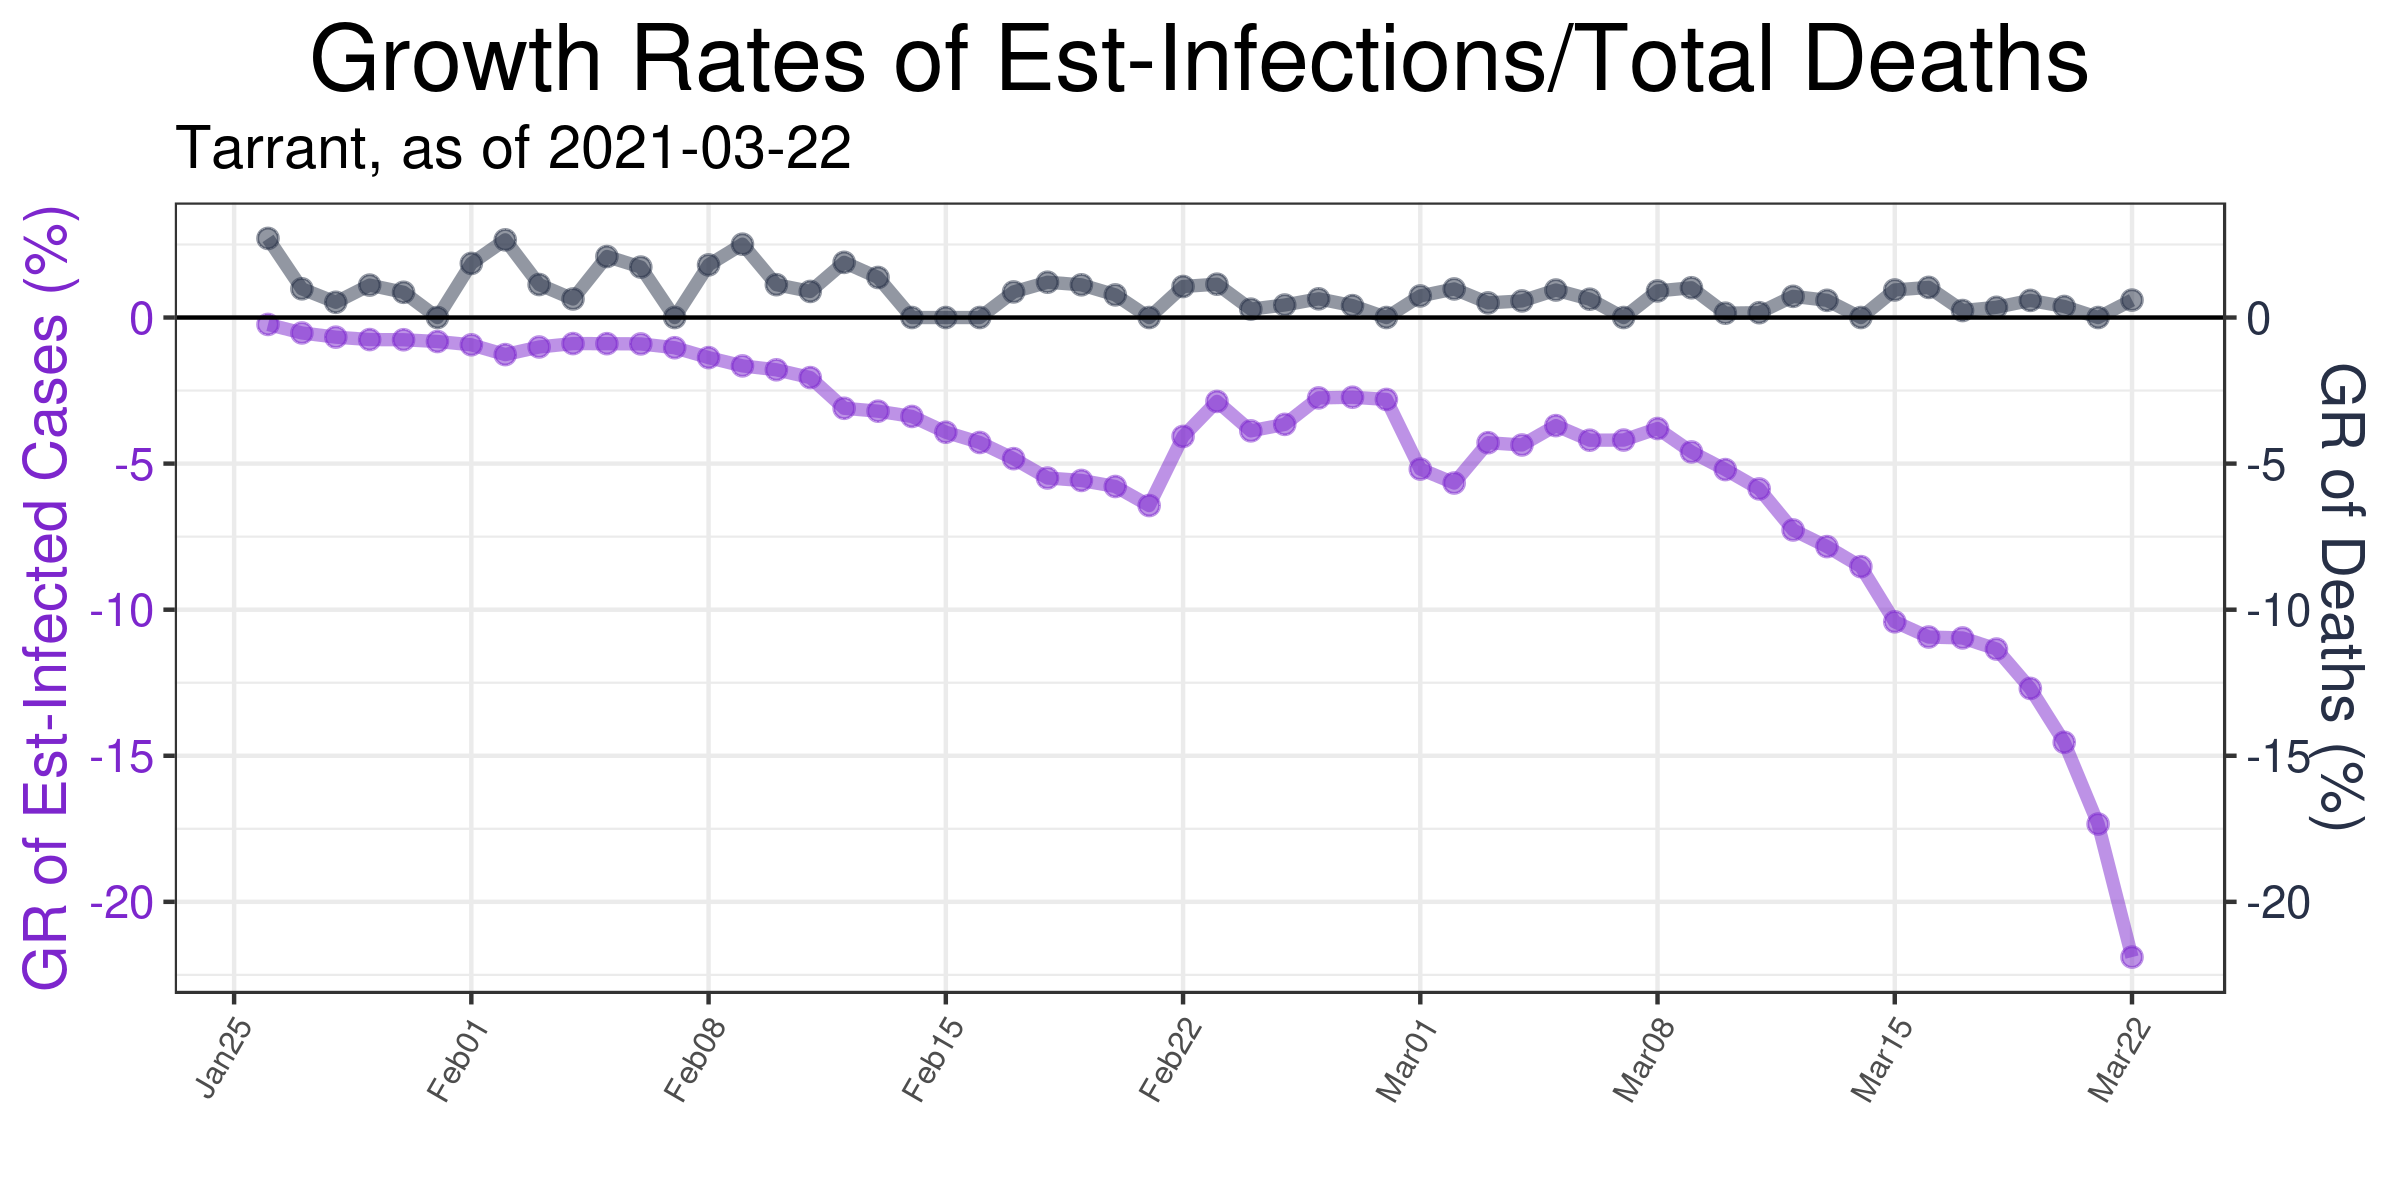 Growth Rates of Est-Infections/Total Deaths
Tarrant, as of 2021-03-22
GR of Est-Infected Cases (%)
0
-5
-10
-15
-20
0
-5
-10
-15
-20
GR of Deaths (%)
Jan25
Feb01
Feb08
Feb15
Feb22
Mar01
Mar08
Mar15
Mar22